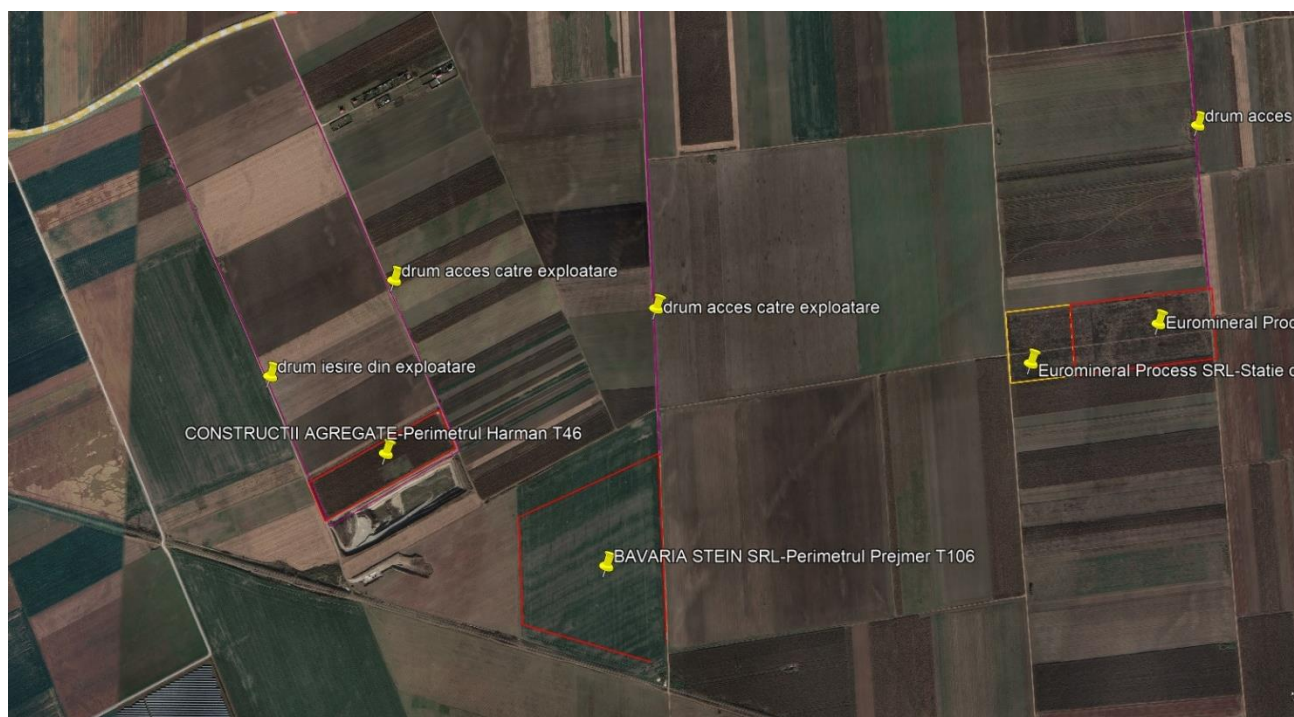 drum acces
drum acces catre exploatare
drum acces catre exploatare
Euromineral Proc
drum iesire din exploatare
Euromineral Process SRL-Statie c
CONSTRUCTII AGREGATE-Perimetrul Harman T46
BAVARIA STEIN SRL-Perimetrul Prejmer T106